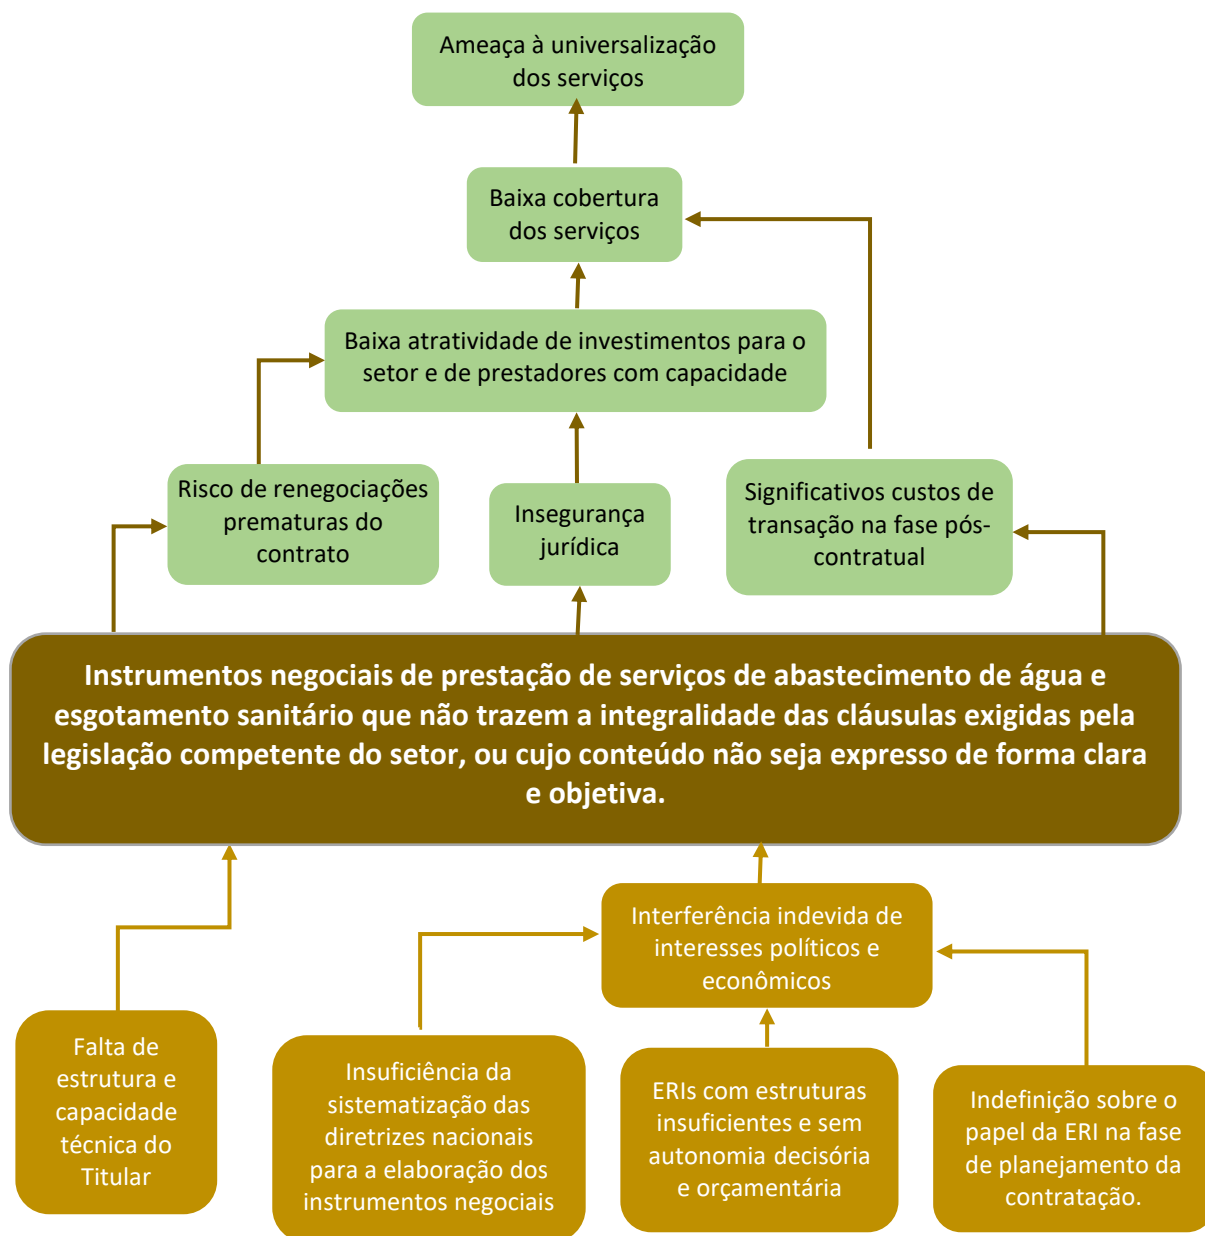 Ameaça à universalização
dos serviços
Baixa cobertura
dos serviços
Baixa atratividade de investimentos para o
setor e de prestadores com capacidade
Risco de renegociações
prematuras do
contrato
Insegurança
jurídica
Significativos custos de
transação na fase pós-
contratual
Instrumentos negociais de prestação de serviços de abastecimento de água e
esgotamento sanitário que não trazem a integralidade das cláusulas exigidas pela
legislação competente do setor, ou cujo conteúdo não seja expresso de forma clara
e objetiva.
Interferência indevida de
interesses políticos e
econômicos
Falta de
estrutura e
capacidade
técnica do
Titular
Insuficiência da
sistematização das
diretrizes nacionais
para a elaboração dos
instrumentos negociais
ERIs com estruturas
insuficientes e sem
autonomia decisória
e orçamentária
Indefinição sobre o
papel da ERI na fase
de planejamento da
contratação.